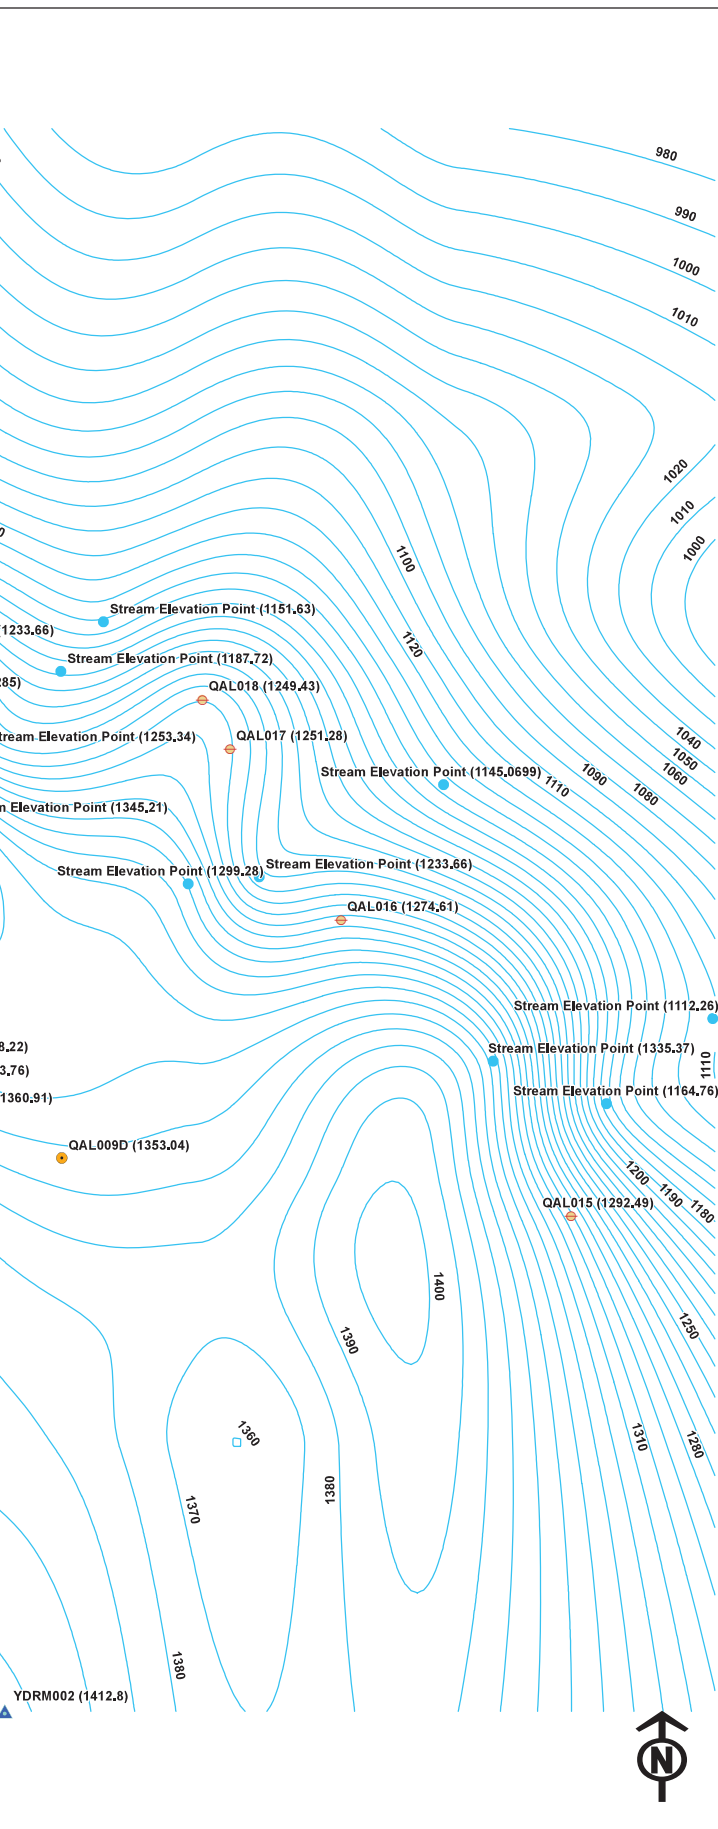 980
990
1000
1010
1020
1010
1000
1100
0
Stream Elevation Point (1151.63)
1233.66)
1120
Stream Elevation Point (1187.72)
285)
QAL018 (1249.43)
tream Elevation Point (1253.34)
QAL017 (1251.28)
1040
1050
1060
Stream Elevation Point (1145.0699)
1090
1110
1080
n Elevation Point (1345.21)
Stream Elevation Point (1233.66)
Stream Elevation Point (1299.28)
QAL016 (1274.61)
Stream Elevation Point (1112.26)
8.22)
Stream Elevation Point (1335.37)
1110
3.76)
1360.91)
Stream Elevation Point (1164.76)
QAL009D (1353.04)
1200
1190
1180
QAL015 (1292.49)
1400
1250
1390
1360
1310
1280
1380
1370
1380
YDRM002 (1412.8)
N